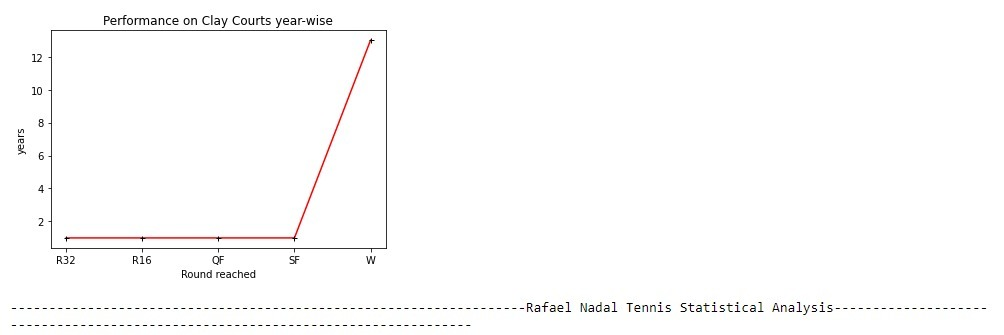 Performance on Clay Courts year-wise
12
10
8
6
4
2
years
R32 R16 QF SF W
Round reached
--------------------------------------------------------------------Rafael Nadal Tennis Statistical Analysis--------------------
-------------------------------------------------------------